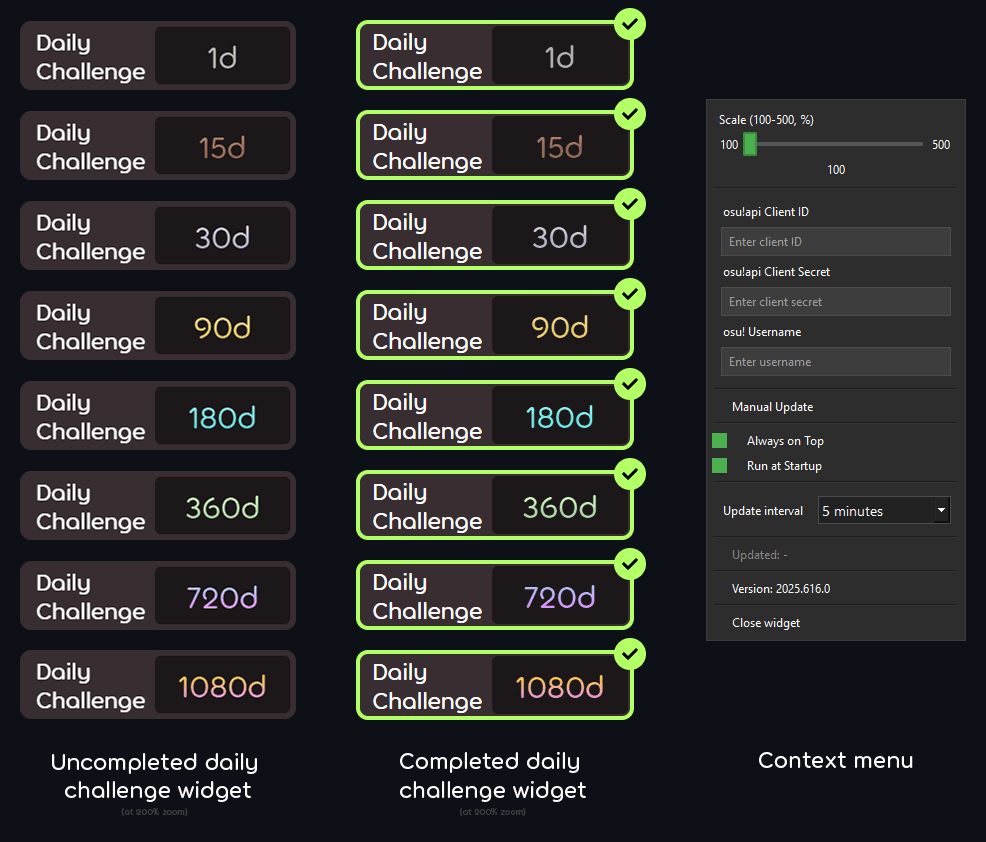 Daily
Challenge
1d
Daily
Challenge
15d
Daily
Challenge
30d
Daily
Challenge
90d
Daily
Challenge
180d
Daily
Challenge
360d
Daily
Challenge
720d
Daily
Challenge
1080d
Uncompleted daily
challenge widget
(at 200% zoom)
Daily
Challenge
1d
Daily
Challenge
15d
Daily
Challenge
30d
Daily
Challenge
90d
Daily
Challenge
180d
Daily
Challenge
360d
Daily
Challenge
720d
Daily
Challenge
1080d
Completed daily
challenge widget
(at 200% zoom)
Scale (100-500, %)
100 500
100
osu!api Client ID
Enter client ID
osu!api Client Secret
Enter client secret
osu! Username
Enter username
Manual Update
Always on Top
Run at Startup
Update interval 5 minutes
Updated: -
Version: 2025.616.0
Close widget
Context menu